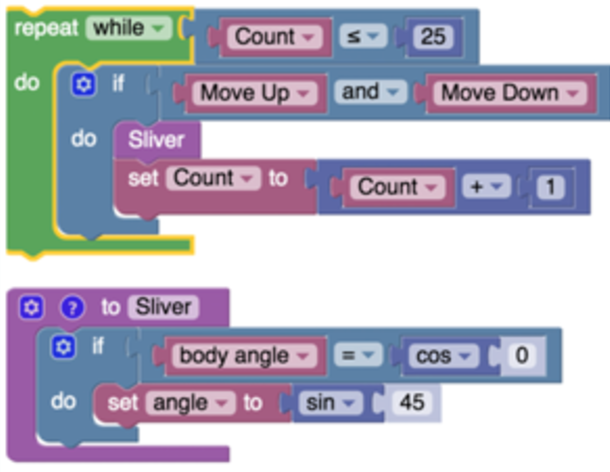 repeat while Count ≤ 25
do if Move Up and Move Down
do Sliver
set Count to Count + 1
? to Sliver
if body angle = cos 0
do set angle to sin 45